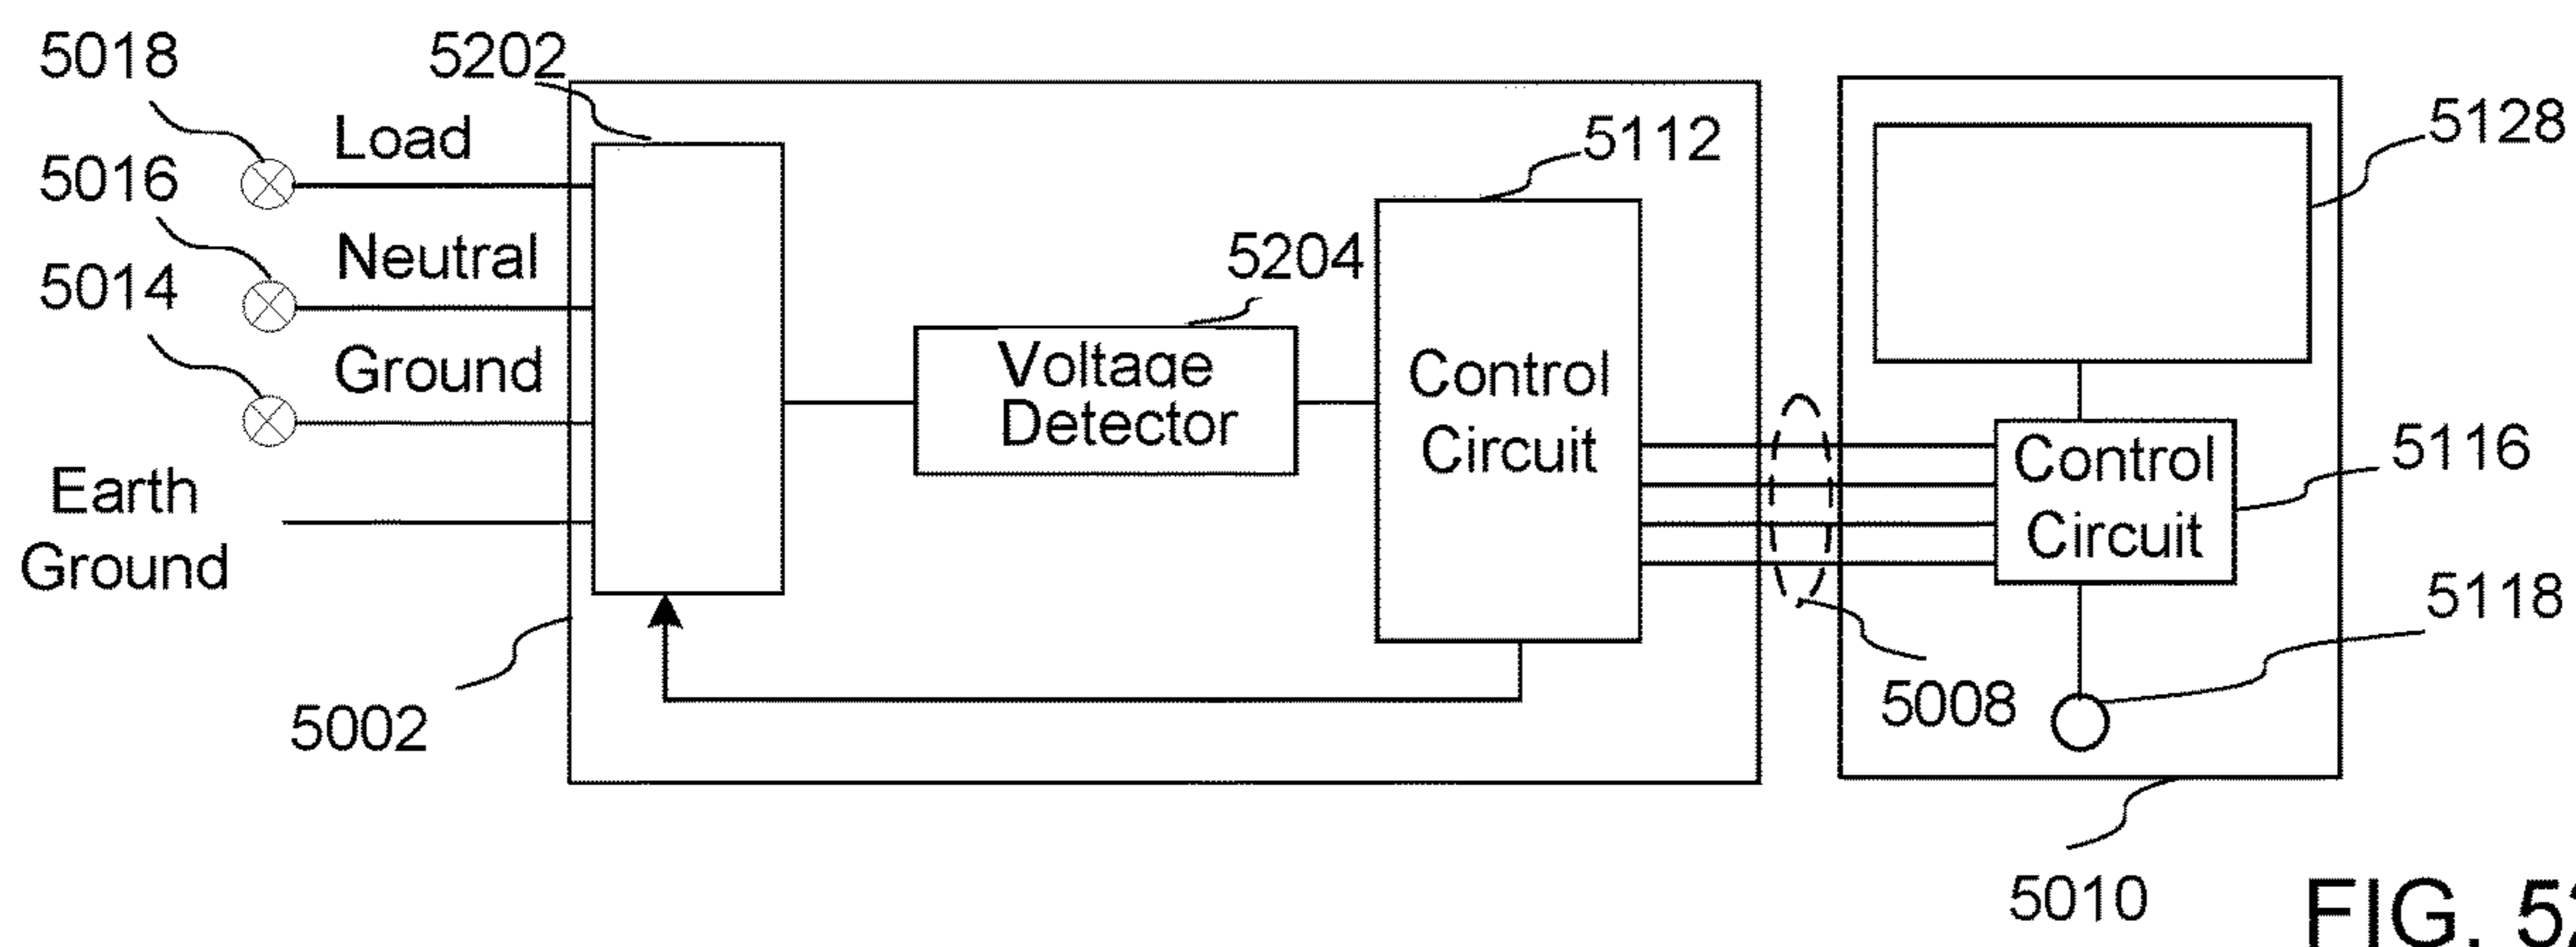 5018
5202
Load
5112
5128
5016
Neutral
5204
5014
Ground
Voltage
Detector
Control
Circuit
Control
Circuit
5116
Earth
Ground
5118
5002
5008
5010
FIG. 52